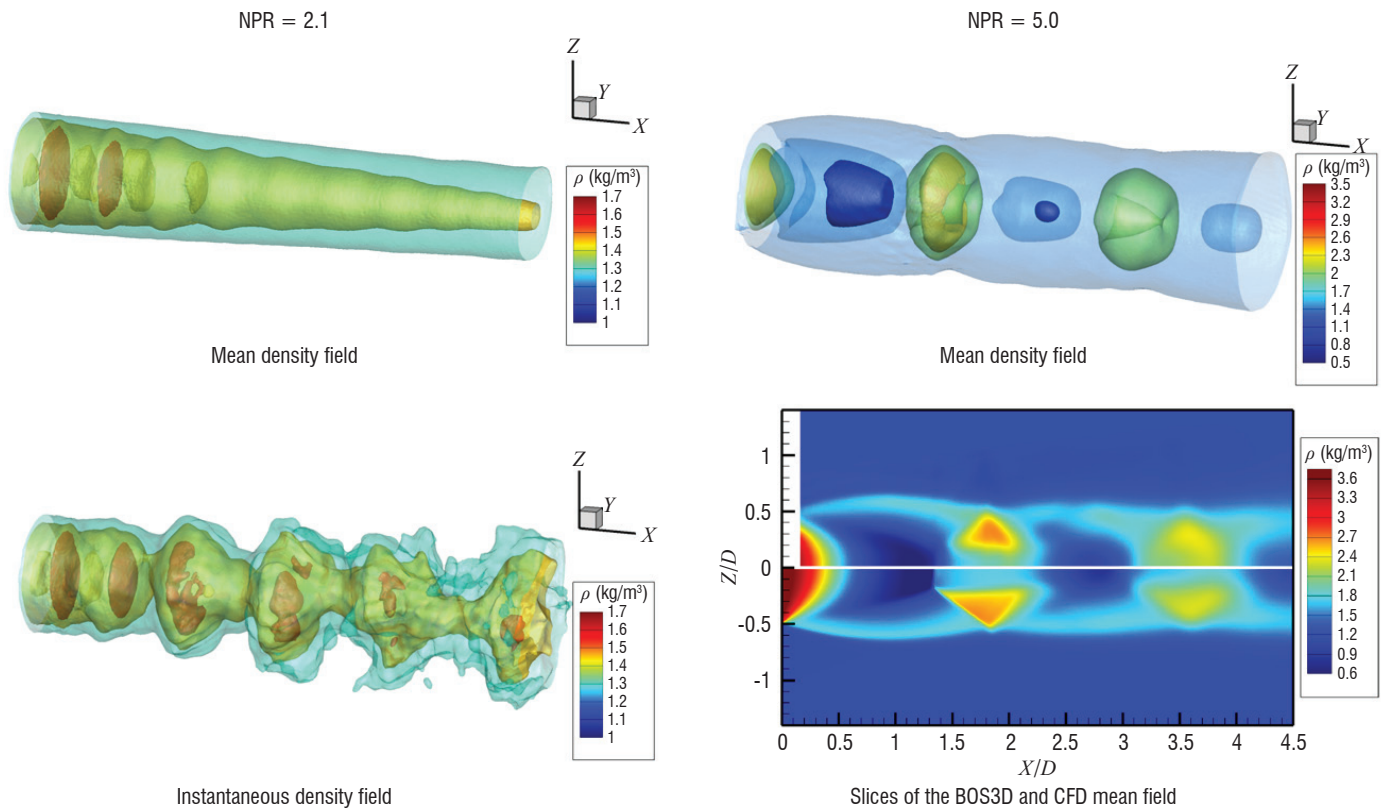 NPR = 2.1
Z
Y
X
ρ (kg/m³)
1.7
1.6
1.5
1.4
1.3
1.2
1.1
1
Mean density field
NPR = 5.0
Z
Y
X
ρ (kg/m³)
3.5
3.2
2.9
2.6
2.3
2
1.7
1.4
1.1
0.8
0.5
Mean density field
Z
Y
X
ρ (kg/m³)
1.7
1.6
1.5
1.4
1.3
1.2
1.1
1
Instantaneous density field
Z/D
1
0.5
0
-0.5
-1
0 0.5 1 1.5 2 2.5 3 3.5 4 4.5
X/D
ρ (kg/m³)
3.6
3.3
3
2.7
2.4
2.1
1.8
1.5
1.2
0.9
0.6
Slices of the BOS3D and CFD mean field